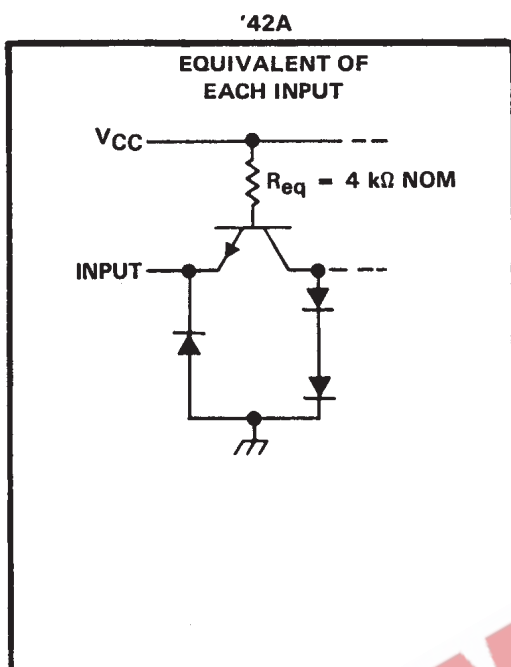 '42A
EQUIVALENT OF
EACH INPUT
VCC
Req = 4 kΩ NOM
INPUT